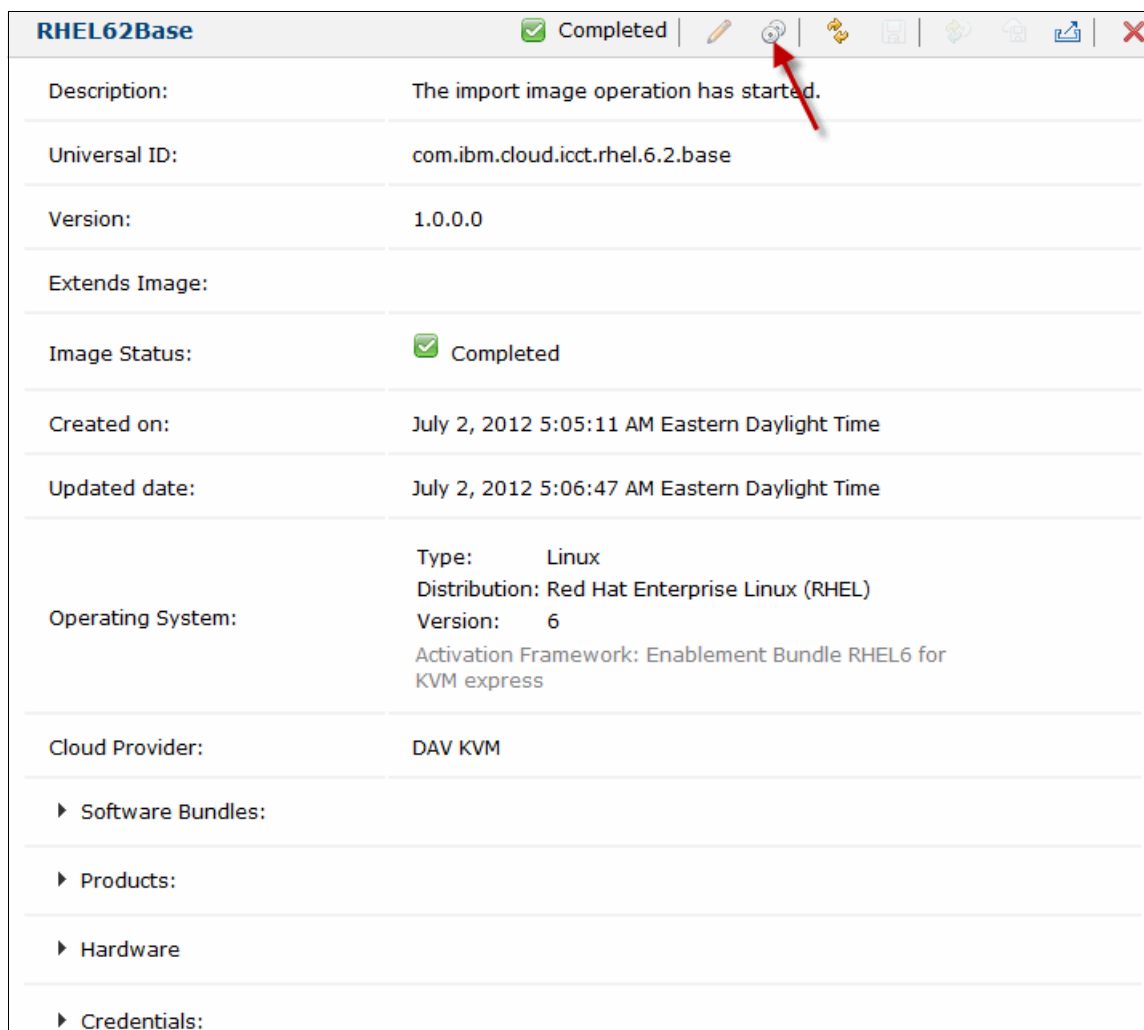 RHEL62Base Completed
Description: The import image operation has started.
Universal ID: com.ibm.cloud.icct.rhel.6.2.base
Version: 1.0.0.0
Extends Image:
Image Status: Completed
Created on: July 2, 2012 5:05:11 AM Eastern Daylight Time
Updated date: July 2, 2012 5:06:47 AM Eastern Daylight Time
Operating System:
Type: Linux
Distribution: Red Hat Enterprise Linux (RHEL)
Version: 6
Activation Framework: Enablement Bundle RHEL6 for
KVM express
Cloud Provider: DAV KVM
Software Bundles:
Products:
Hardware
Credentials: